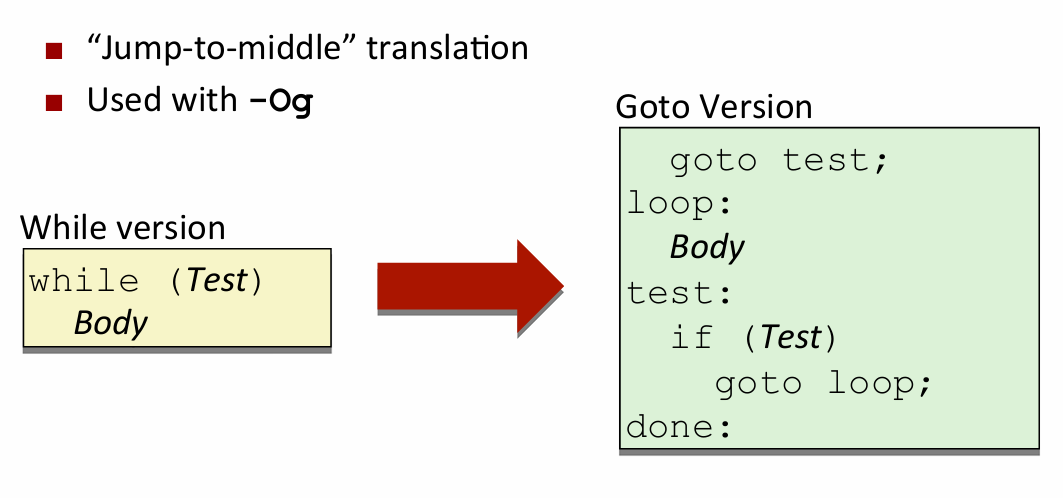 ■ “Jump-to-middle” translation
■ Used with –Og
While version
while (Test)
  Body
Goto Version
  goto test;
loop:
  Body
test:
  if (Test)
    goto loop;
done: